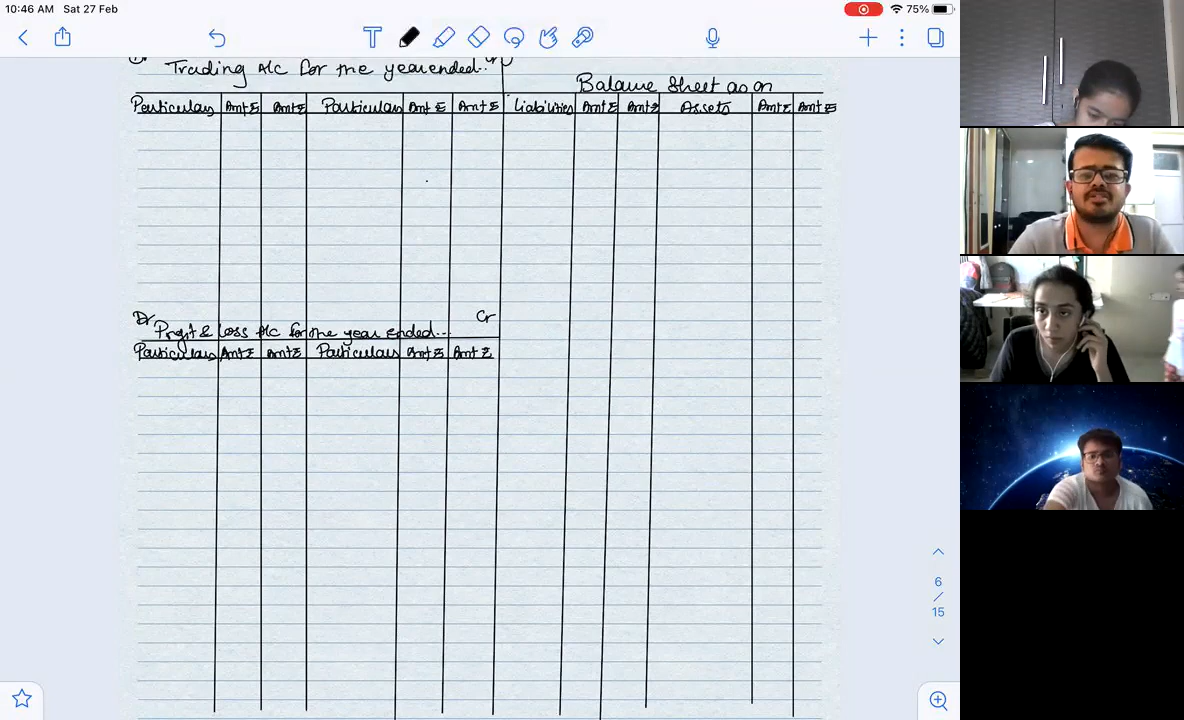 10:46 AM Sat 27 Feb
75%
T
Dr
Cr
Trading A/c for the year ended..
Balance Sheet as on
Particulars Amt ₹ Amt ₹ Particulars Amt ₹ Amt ₹ Liabilities Amt ₹ Amt ₹ Assets Amt ₹ Amt ₹
Dr
Cr
Profit & Loss A/c for the year ended...
Particulars Amt ₹ Amt ₹ Particulars Amt ₹ Amt ₹
6
/
15